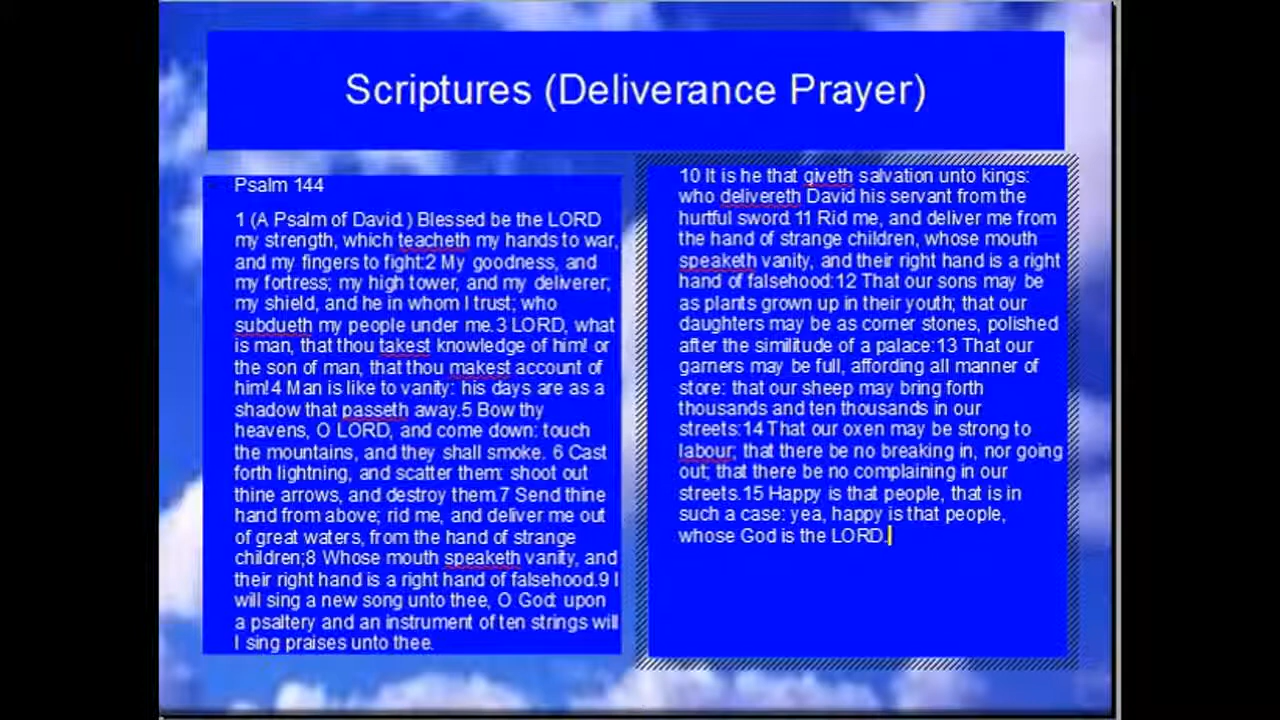 Scriptures (Deliverance Prayer)
Psalm 144
1 (A Psalm of David.) Blessed be the LORD
my strength, which teacheth my hands to war,
and my fingers to fight:2 My goodness, and
my fortress; my high tower, and my deliverer;
my shield, and he in whom I trust; who
subdueth my people under me.3 LORD, what
is man, that thou takest knowledge of him! or
the son of man, that thou makest account of
him!4 Man is like to vanity: his days are as a
shadow that passeth away.5 Bow thy
heavens, O LORD, and come down: touch
the mountains, and they shall smoke. 6 Cast
forth lightning, and scatter them: shoot out
thine arrows, and destroy them.7 Send thine
hand from above; rid me, and deliver me out
of great waters, from the hand of strange
children;8 Whose mouth speaketh vanity, and
their right hand is a right hand of falsehood.9 I
will sing a new song unto thee, O God: upon
a psaltery and an instrument of ten strings will
I sing praises unto thee.
10 It is he that giveth salvation unto kings:
who delivereth David his servant from the
hurtful sword.11 Rid me, and deliver me from
the hand of strange children, whose mouth
speaketh vanity, and their right hand is a right
hand of falsehood:12 That our sons may be
as plants grown up in their youth; that our
daughters may be as corner stones, polished
after the similitude of a palace:13 That our
garners may be full, affording all manner of
store: that our sheep may bring forth
thousands and ten thousands in our
streets:14 That our oxen may be strong to
labour; that there be no breaking in, nor going
out; that there be no complaining in our
streets.15 Happy is that people, that is in
such a case: yea, happy is that people,
whose God is the LORD.